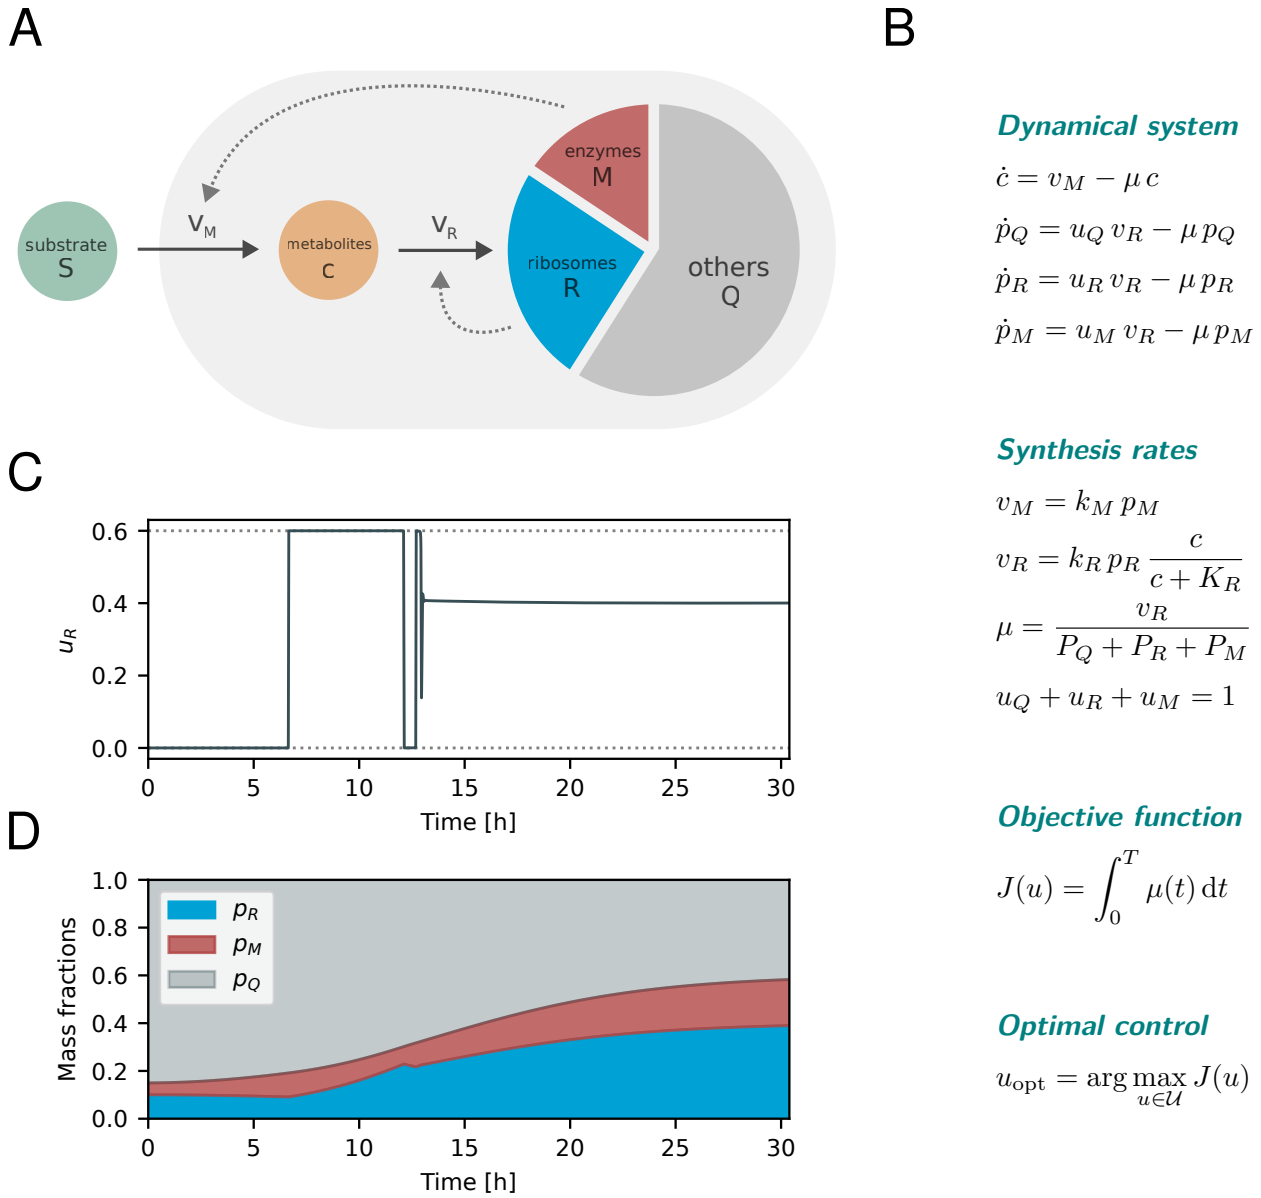 A
substrate
S
v_M
metabolites
c
v_R
enzymes
M
ribosomes
R
others
Q
B
Dynamical system
ċ = v_M − μ c
ṗ_Q = u_Q v_R − μ p_Q
ṗ_R = u_R v_R − μ p_R
ṗ_M = u_M v_R − μ p_M
Synthesis rates
v_M = k_M p_M
v_R = k_R p_R c / (c + K_R)
μ = v_R / (P_Q + P_R + P_M)
u_Q + u_R + u_M = 1
Objective function
J(u) = ∫_0^T μ(t) dt
Optimal control
u_opt = arg max_{u∈𝒰} J(u)
C
u_R
0.6
0.4
0.2
0.0
0 5 10 15 20 25 30
Time [h]
D
Mass fractions
1.0
0.8
0.6
0.4
0.2
0.0
p_R
p_M
p_Q
0 5 10 15 20 25 30
Time [h]